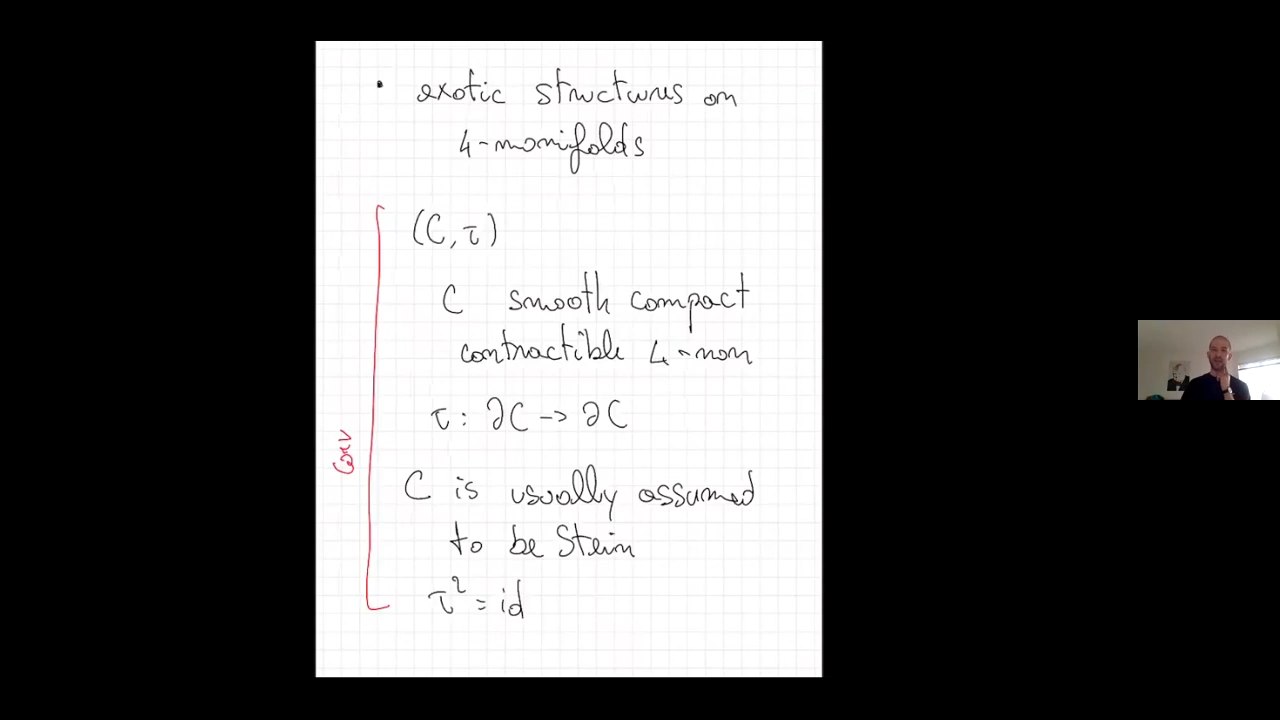 • exotic structures on
4-manifolds
(C, τ)
C smooth compact
contractible 4-man
τ : ∂C -> ∂C
C is usually assumed
to be Stein
τ² = id